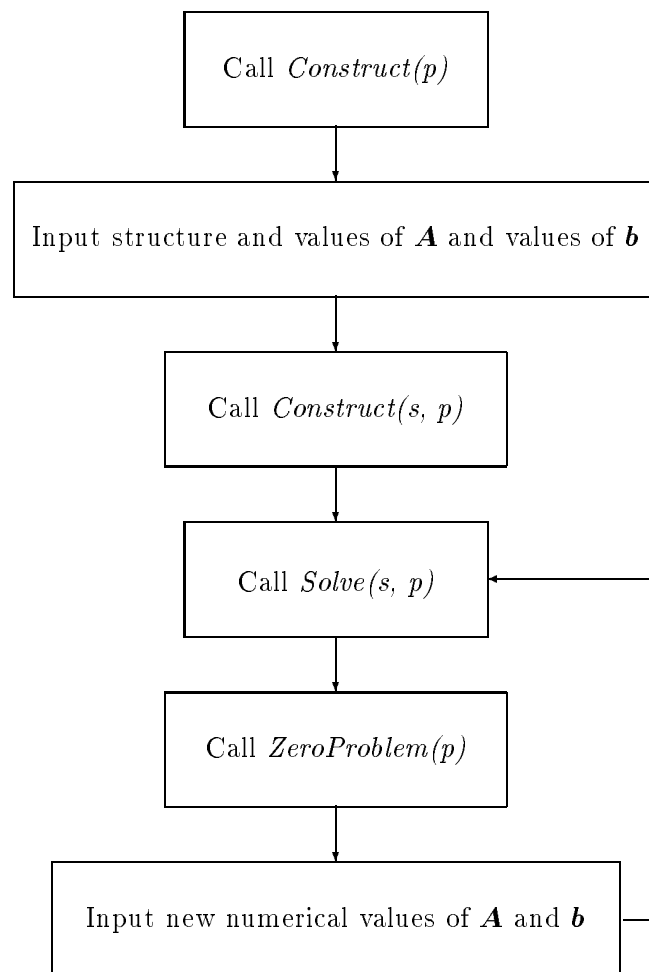 Call Construct(p)
Input structure and values of A and values of b
Call Construct(s, p)
Call Solve(s, p)
Call ZeroProblem(p)
Input new numerical values of A and b